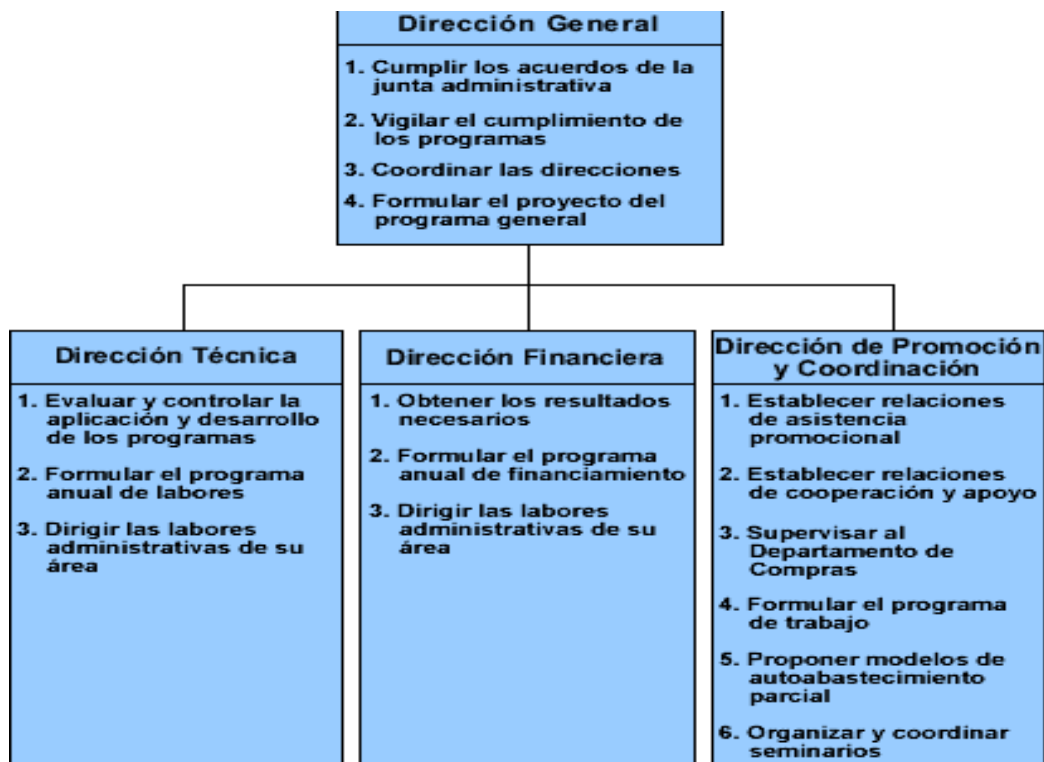 Dirección General
1. Cumplir los acuerdos de la
junta administrativa
2. Vigilar el cumplimiento de
los programas
3. Coordinar las direcciones
4. Formular el proyecto del
programa general
Dirección Técnica
1. Evaluar y controlar la
aplicación y desarrollo
de los programas
2. Formular el programa
anual de labores
3. Dirigir las labores
administrativas de su
área
Dirección Financiera
1. Obtener los resultados
necesarios
2. Formular el programa
anual de financiamiento
3. Dirigir las labores
administrativas de su
área
Dirección de Promoción
y Coordinación
1. Establecer relaciones
de asistencia
promocional
2. Establecer relaciones
de cooperación y apoyo
3. Supervisar al
Departamento de
Compras
4. Formular el programa
de trabajo
5. Proponer modelos de
autoabastecimiento
parcial
6. Organizar y coordinar
seminarios